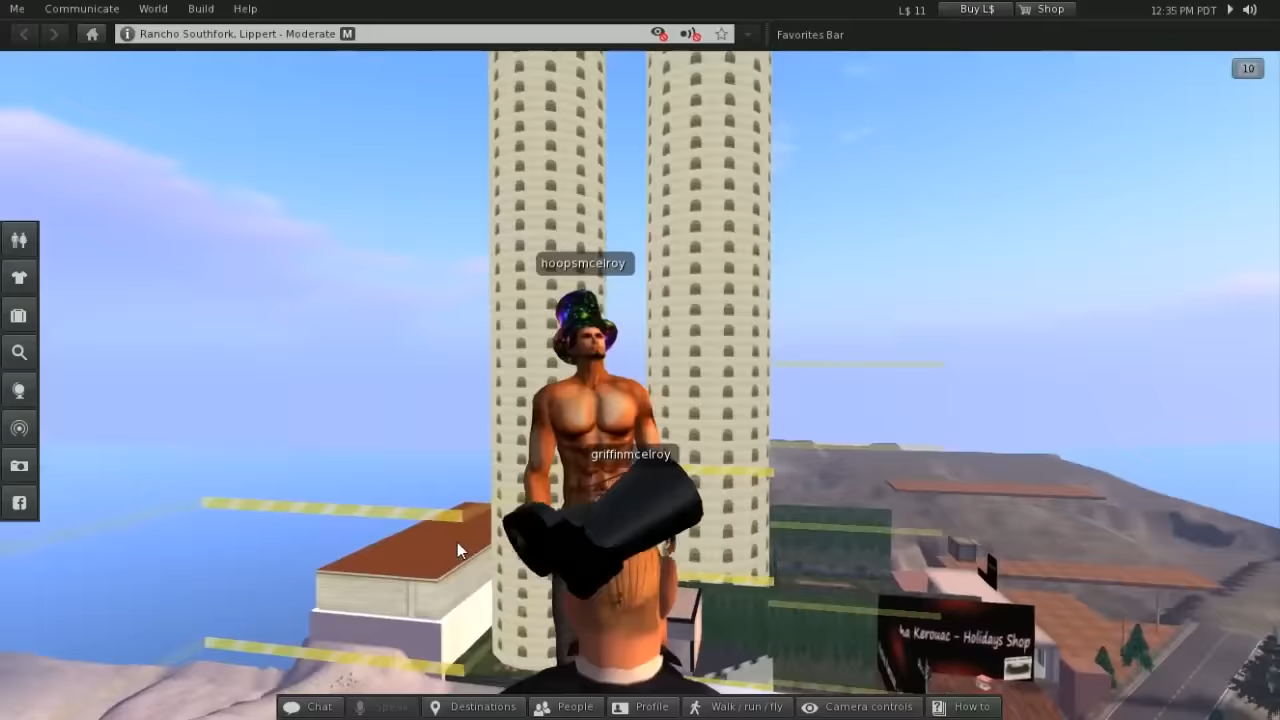 Me Communicate World Build Help L$ 11 Buy L$ Shop 12:35 PM PDT
Rancho Southfork, Lippert - Moderate M Favorites Bar
10
hoopsmcelroy
griffinmcelroy
Kerouac - Holidays Shop
Chat Speak Destinations People Profile Walk / run / fly Camera controls How to